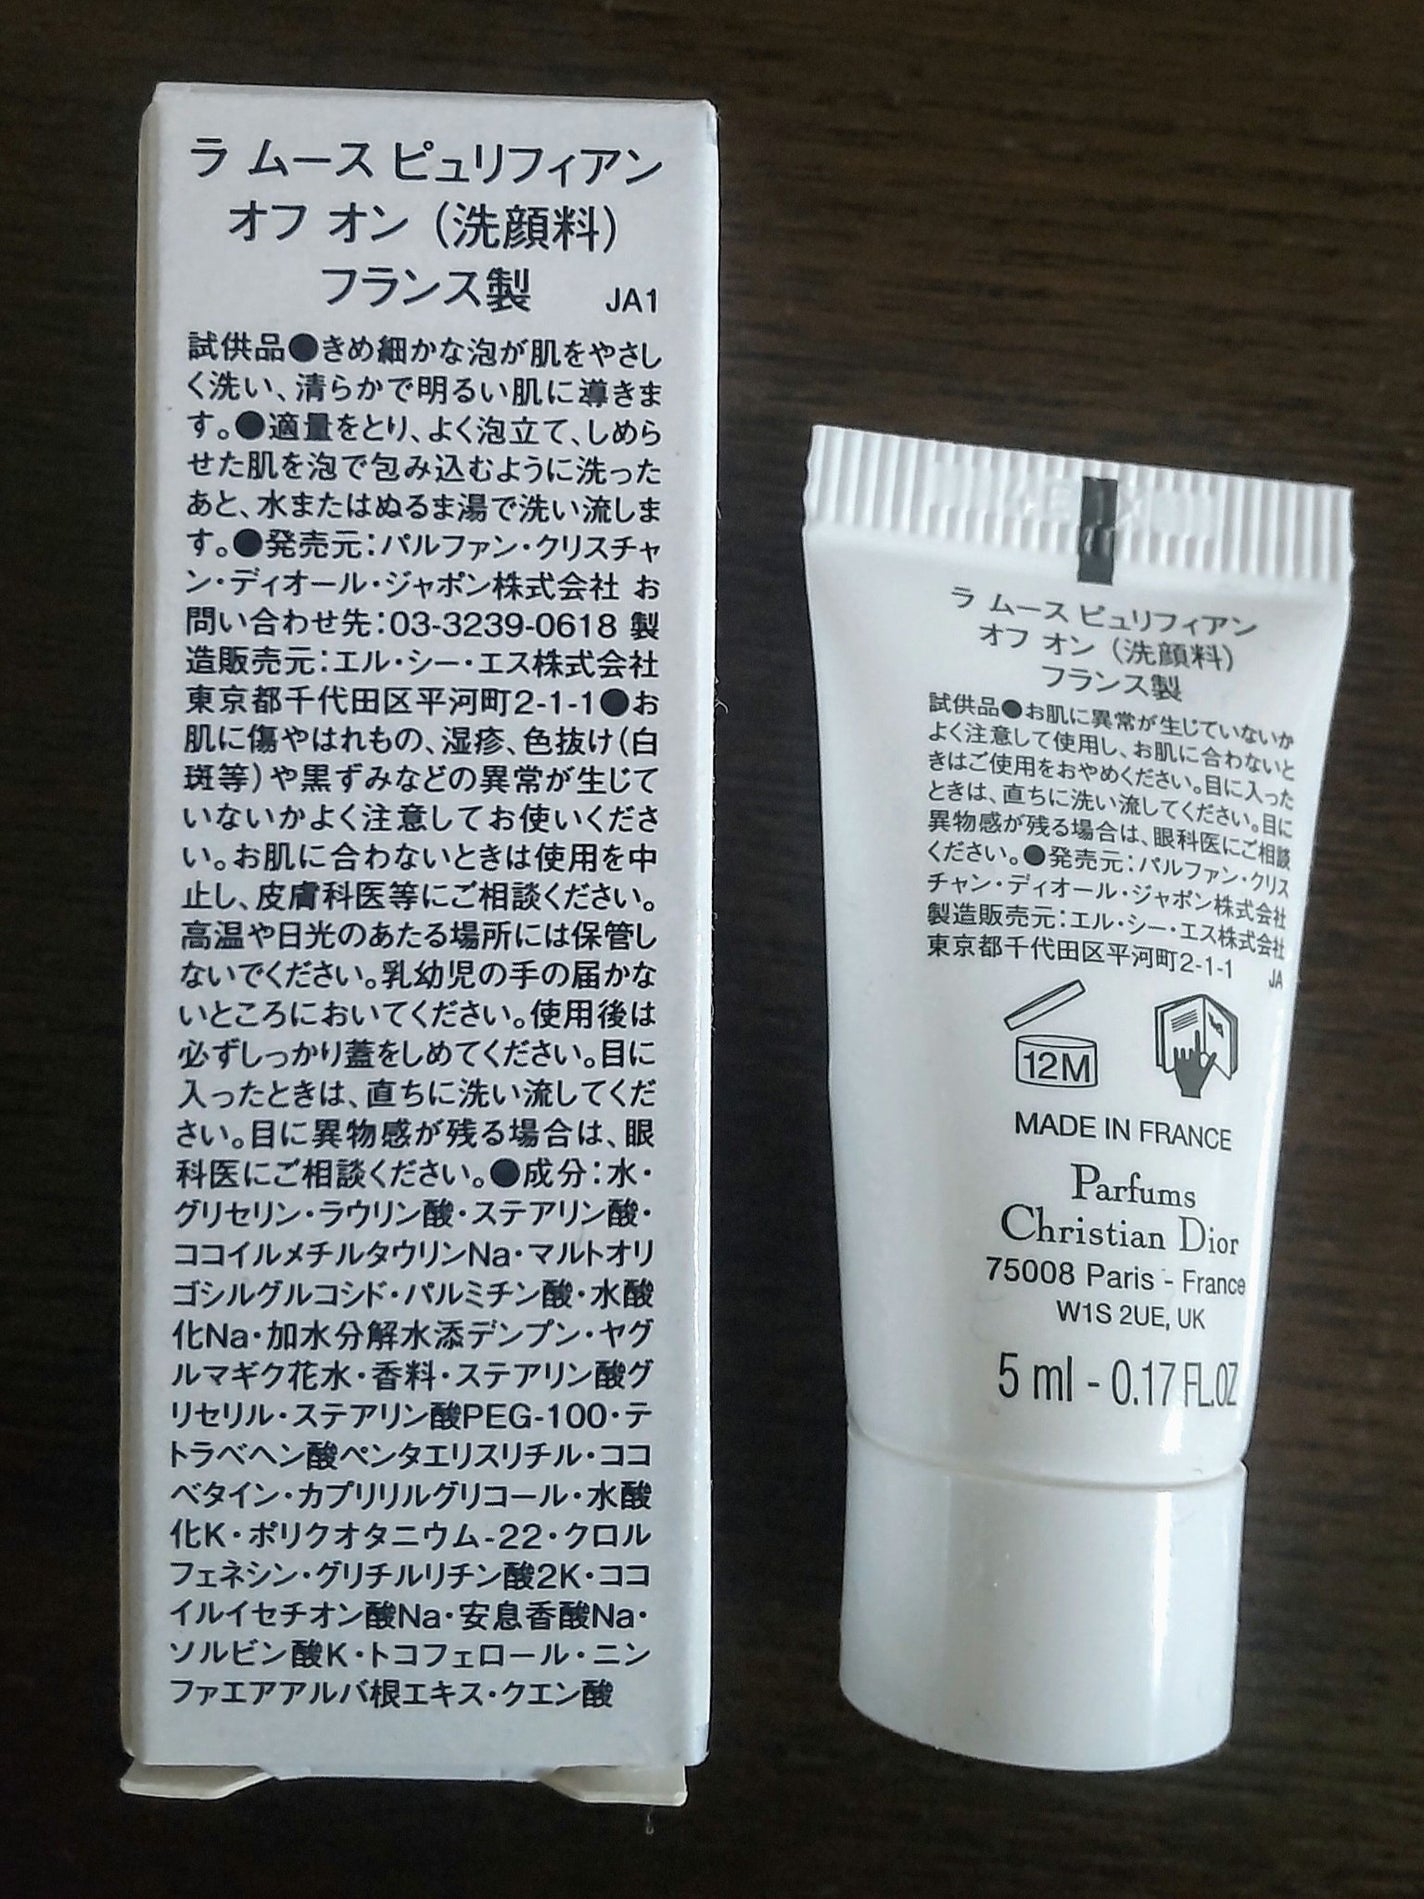 ラ ムース ピュリフィアン
オフ オン (洗顔料)
フランス製 JA1
試供品●きめ細かな泡が肌をやさし
く洗い、清らかで明るい肌に導きま
す。●適量をとり、よく泡立て、しめら
せた肌を泡で包み込むように洗った
あと、水またはぬるま湯で洗い流しま
す。●発売元:パルファン・クリスチャ
ン・ディオール・ジャポン株式会社 お
問い合わせ先:03-3239-0618 製
造販売元:エル・シー・エス株式会社
東京都千代田区平河町2-1-1●お
肌に傷やはれもの、湿疹、色抜け(白
斑等)や黒ずみなどの異常が生じて
いないかよく注意してお使いくださ
い。お肌に合わないときは使用を中
止し、皮膚科医等にご相談ください。
高温や日光のあたる場所には保管し
ないでください。乳幼児の手の届かな
いところにおいてください。使用後は
必ずしっかり蓋をしめてください。目に
入ったときは、直ちに洗い流してくだ
さい。目に異物感が残る場合は、眼
科医にご相談ください。●成分:水・
グリセリン・ラウリン酸・ステアリン酸・
ココイルメチルタウリンNa・マルトオリ
ゴシルグルコシド・パルミチン酸・水酸
化Na・加水分解水添デンプン・ヤグ
ルマギク花水・香料・ステアリン酸グ
リセリル・ステアリン酸PEG-100・テ
トラベヘン酸ペンタエリスリチル・ココ
ベタイン・カプリリルグリコール・水酸
化K・ポリクオタニウム-22・クロル
フェネシン・グリチルリチン酸2K・ココ
イルイセチオン酸Na・安息香酸Na・
ソルビン酸K・トコフェロール・ニン
ファエアアルバ根エキス・クエン酸
ラ ムース ピュリフィアン
オフ オン (洗顔料)
フランス製
試供品●お肌に異常が生じていないか
よく注意して使用し、お肌に合わないと
きはご使用をおやめください。目に入った
ときは、直ちに洗い流してください。目に
異物感が残る場合は、眼科医にご相談
ください。●発売元:パルファン・クリス
チャン・ディオール・ジャポン株式会社
製造販売元:エル・シー・エス株式会社
東京都千代田区平河町2-1-1 JA
12M
MADE IN FRANCE
Parfums
Christian Dior
75008 Paris - France
W1S 2UE, UK
5 ml - 0.17 FL.OZ